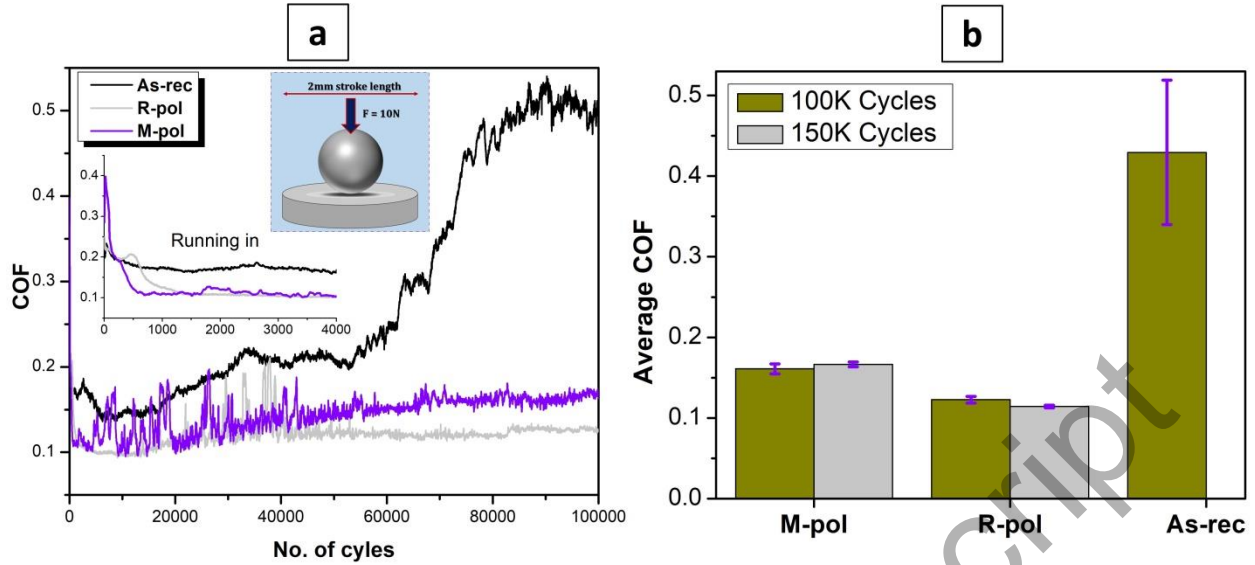 a
As-rec
R-pol
M-pol
2mm stroke length
F = 10N
Running in
0.4
0.3
0.2
0.1
0 1000 2000 3000 4000
COF
0.5
0.4
0.3
0.2
0.1
0 20000 40000 60000 80000 100000
No. of cyles
b
100K Cycles
150K Cycles
Average COF
0.5
0.4
0.3
0.2
0.1
0.0
M-pol R-pol As-rec
cript